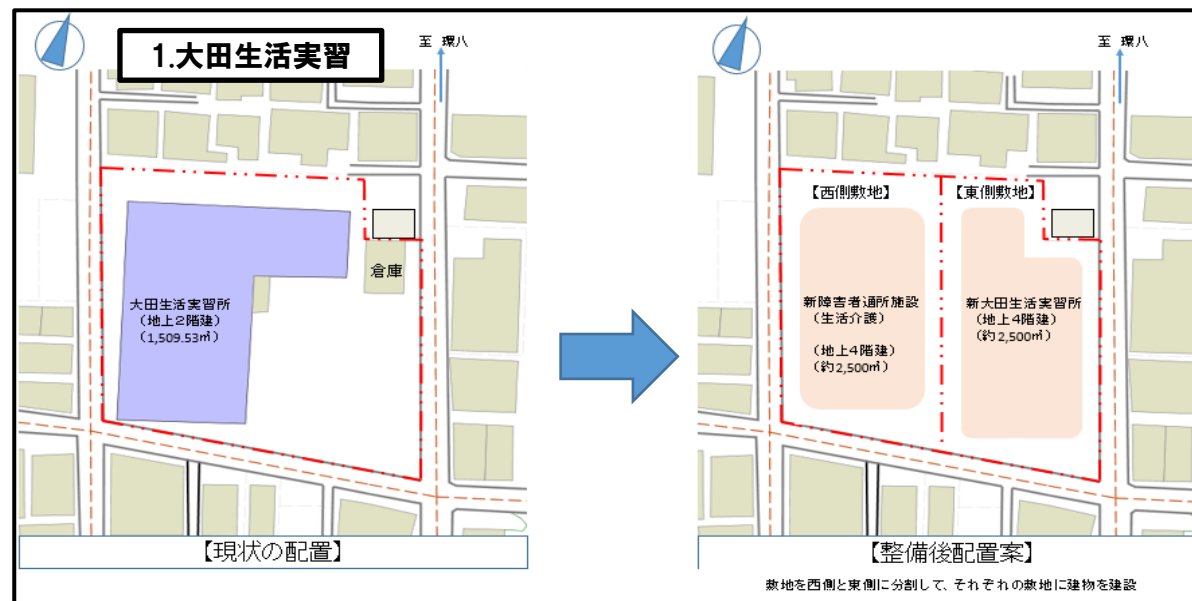 1.大田生活実習
至 環八
倉庫
大田生活実習所
(地上2階建)
(1,509.53㎡)
【現状の配置】
至 環八
【西側敷地】
【東側敷地】
新障害者通所施設
(生活介護)
(地上4階建)
(約2,500㎡)
新大田生活実習所
(地上4階建)
(約2,500㎡)
【整備後配置案】
敷地を西側と東側に分割して、それぞれの敷地に建物を建設